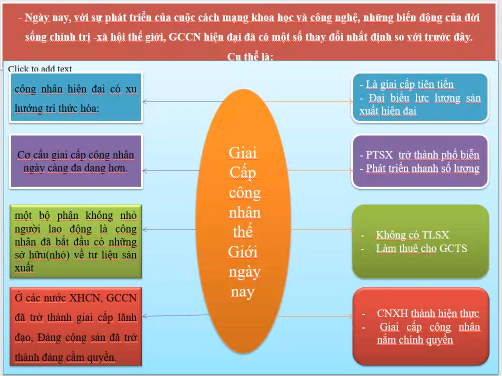 - Ngày nay, với sự phát triển của cuộc cách mạng khoa học và công nghệ, những biến động của đời
sống chính trị -xã hội thế giới, GCCN hiện đại đã có một số thay đổi nhất định so với trước đây.
Cụ thể là:
Click to add text
công nhân hiện đại có xu
hướng trí thức hóa;
Cơ cấu giai cấp công nhân
ngày càng đa dạng hơn.
một bộ phận không nhỏ
người lao động là công
nhân đã bắt đầu có những
sở hữu(nhỏ) về tư liệu sản
xuất
Ở các nước XHCN, GCCN
đã trở thành giai cấp lãnh
đạo, Đảng cộng sản đã trở
thành đảng cầm quyền.
Giai
Cấp
công
nhân
thế
Giới
ngày
nay
- Là giai cấp tiên tiến
- Đại biểu lực lượng sản
xuất hiện đai
- PTSX trở thành phổ biến
- Phát triển nhanh số lượng
- Không có TLSX
- Làm thuê cho GCTS
- CNXH thành hiện thực
- Giai cấp công nhân
nắm chính quyền